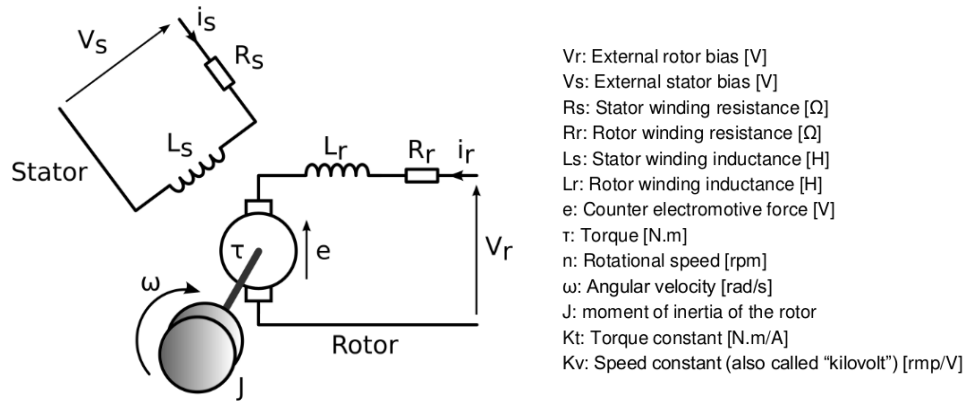 Vs
is
Rs
Ls
Stator
Lr
Rr
ir
τ
e
Vr
ω
Rotor
J
Vr: External rotor bias [V]
Vs: External stator bias [V]
Rs: Stator winding resistance [Ω]
Rr: Rotor winding resistance [Ω]
Ls: Stator winding inductance [H]
Lr: Rotor winding inductance [H]
e: Counter electromotive force [V]
τ: Torque [N.m]
n: Rotational speed [rpm]
ω: Angular velocity [rad/s]
J: moment of inertia of the rotor
Kt: Torque constant [N.m/A]
Kv: Speed constant (also called “kilovolt”) [rmp/V]